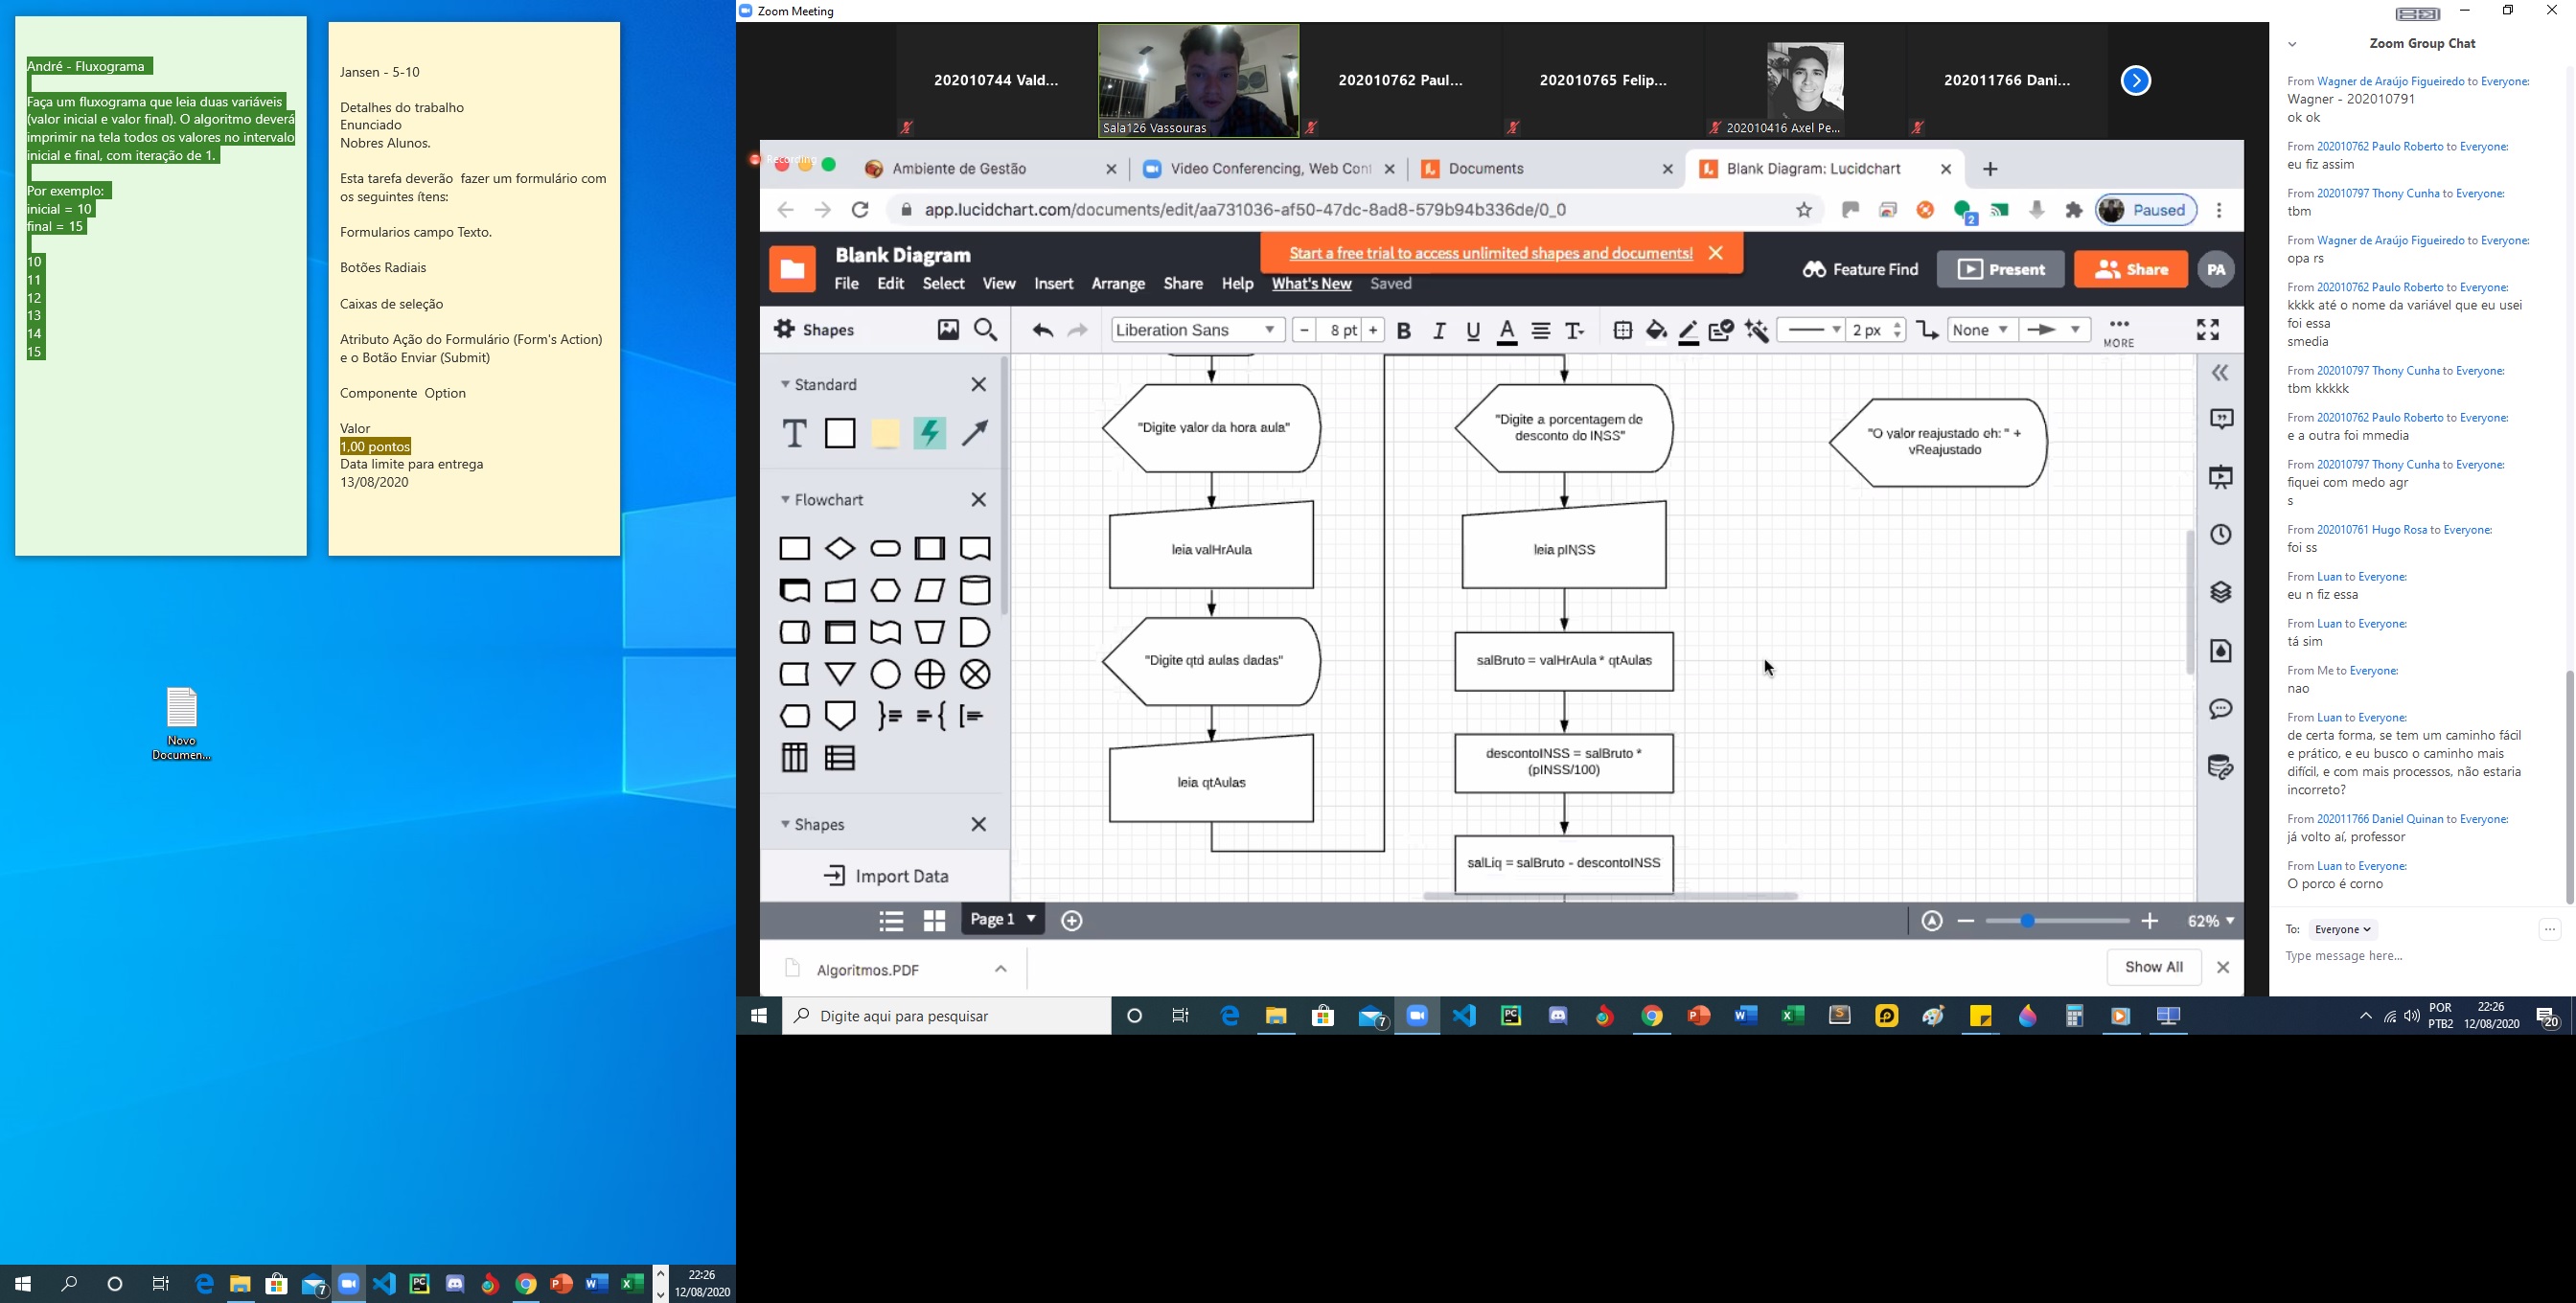 André - Fluxograma
Faça um fluxograma que leia duas variáveis
(valor inicial e valor final). O algoritmo deverá
imprimir na tela todos os valores no intervalo
inicial e final, com iteração de 1.
Por exemplo:
inicial = 10
final = 15
10
11
12
13
14
15
Jansen - 5-10
Detalhes do trabalho
Enunciado
Nobres Alunos.
Esta tarefa deverão  fazer um formulário com
os seguintes ítens:
Formularios campo Texto.
Botões Radiais
Caixas de seleção
Atributo Ação do Formulário (Form's Action)
e o Botão Enviar (Submit)
Componente  Option
Valor
1,00 pontos
Data limite para entrega
13/08/2020
Novo
Documen...
22:26
12/08/2020
Zoom Meeting
202010744 Vald...
Sala126 Vassouras
202010762 Paul...
202010765 Felip...
202010416 Axel Pe...
202011766 Dani...
Recording
Ambiente de Gestão
Video Conferencing, Web Conf
Documents
Blank Diagram: Lucidchart
app.lucidchart.com/documents/edit/aa731036-af50-47dc-8ad8-579b94b336de/0_0
2
Paused
Blank Diagram
Start a free trial to access unlimited shapes and documents!
File Edit Select View Insert Arrange Share Help What's New Saved
Feature Find
Present
Share
PA
Shapes
Liberation Sans
8 pt
2 px
None
MORE
Standard
Flowchart
Shapes
Import Data
"Digite valor da hora aula"
leia valHrAula
"Digite qtd aulas dadas"
leia qtAulas
"Digite a porcentagem de
desconto do INSS"
leia pINSS
salBruto = valHrAula * qtAulas
descontoINSS = salBruto *
(pINSS/100)
salLiq = salBruto - descontoINSS
"O valor reajustado eh: " +
vReajustado
Page 1
62%
Algoritmos.PDF
Show All
Digite aqui para pesquisar
7
POR
PTB2
22:26
12/08/2020
20
Zoom Group Chat
From Wagner de Araújo Figueiredo to Everyone:
Wagner - 202010791
ok ok
From 202010762 Paulo Roberto to Everyone:
eu fiz assim
From 202010797 Thony Cunha to Everyone:
tbm
From Wagner de Araújo Figueiredo to Everyone:
opa rs
From 202010762 Paulo Roberto to Everyone:
kkkk até o nome da variável que eu usei
foi essa
smedia
From 202010797 Thony Cunha to Everyone:
tbm kkkkk
From 202010762 Paulo Roberto to Everyone:
e a outra foi mmedia
From 202010797 Thony Cunha to Everyone:
fiquei com medo agr
s
From 202010761 Hugo Rosa to Everyone:
foi ss
From Luan to Everyone:
eu n fiz essa
From Luan to Everyone:
tá sim
From Me to Everyone:
nao
From Luan to Everyone:
de certa forma, se tem um caminho fácil
e prático, e eu busco o caminho mais
difícil, e com mais processos, não estaria
incorreto?
From 202011766 Daniel Quinan to Everyone:
já volto aí, professor
From Luan to Everyone:
O porco é corno
To: Everyone
Type message here...
7